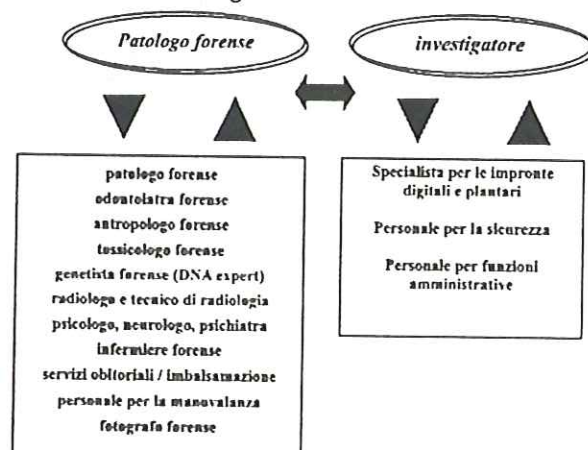 Patologo forense
investigatore
patologo forense
odontoiatra forense
antropologo forense
tossicologo forense
genetista forense (DNA expert)
radiologo e tecnico di radiologia
psicologo, neurologo, psichiatra
infermiere forense
servizi obitoriali / imbalsamazione
personale per la manovalanza
fotografo forense
Specialista per le impronte
digitali e plantari
Personale per la sicurezza
Personale per funzioni
amministrative